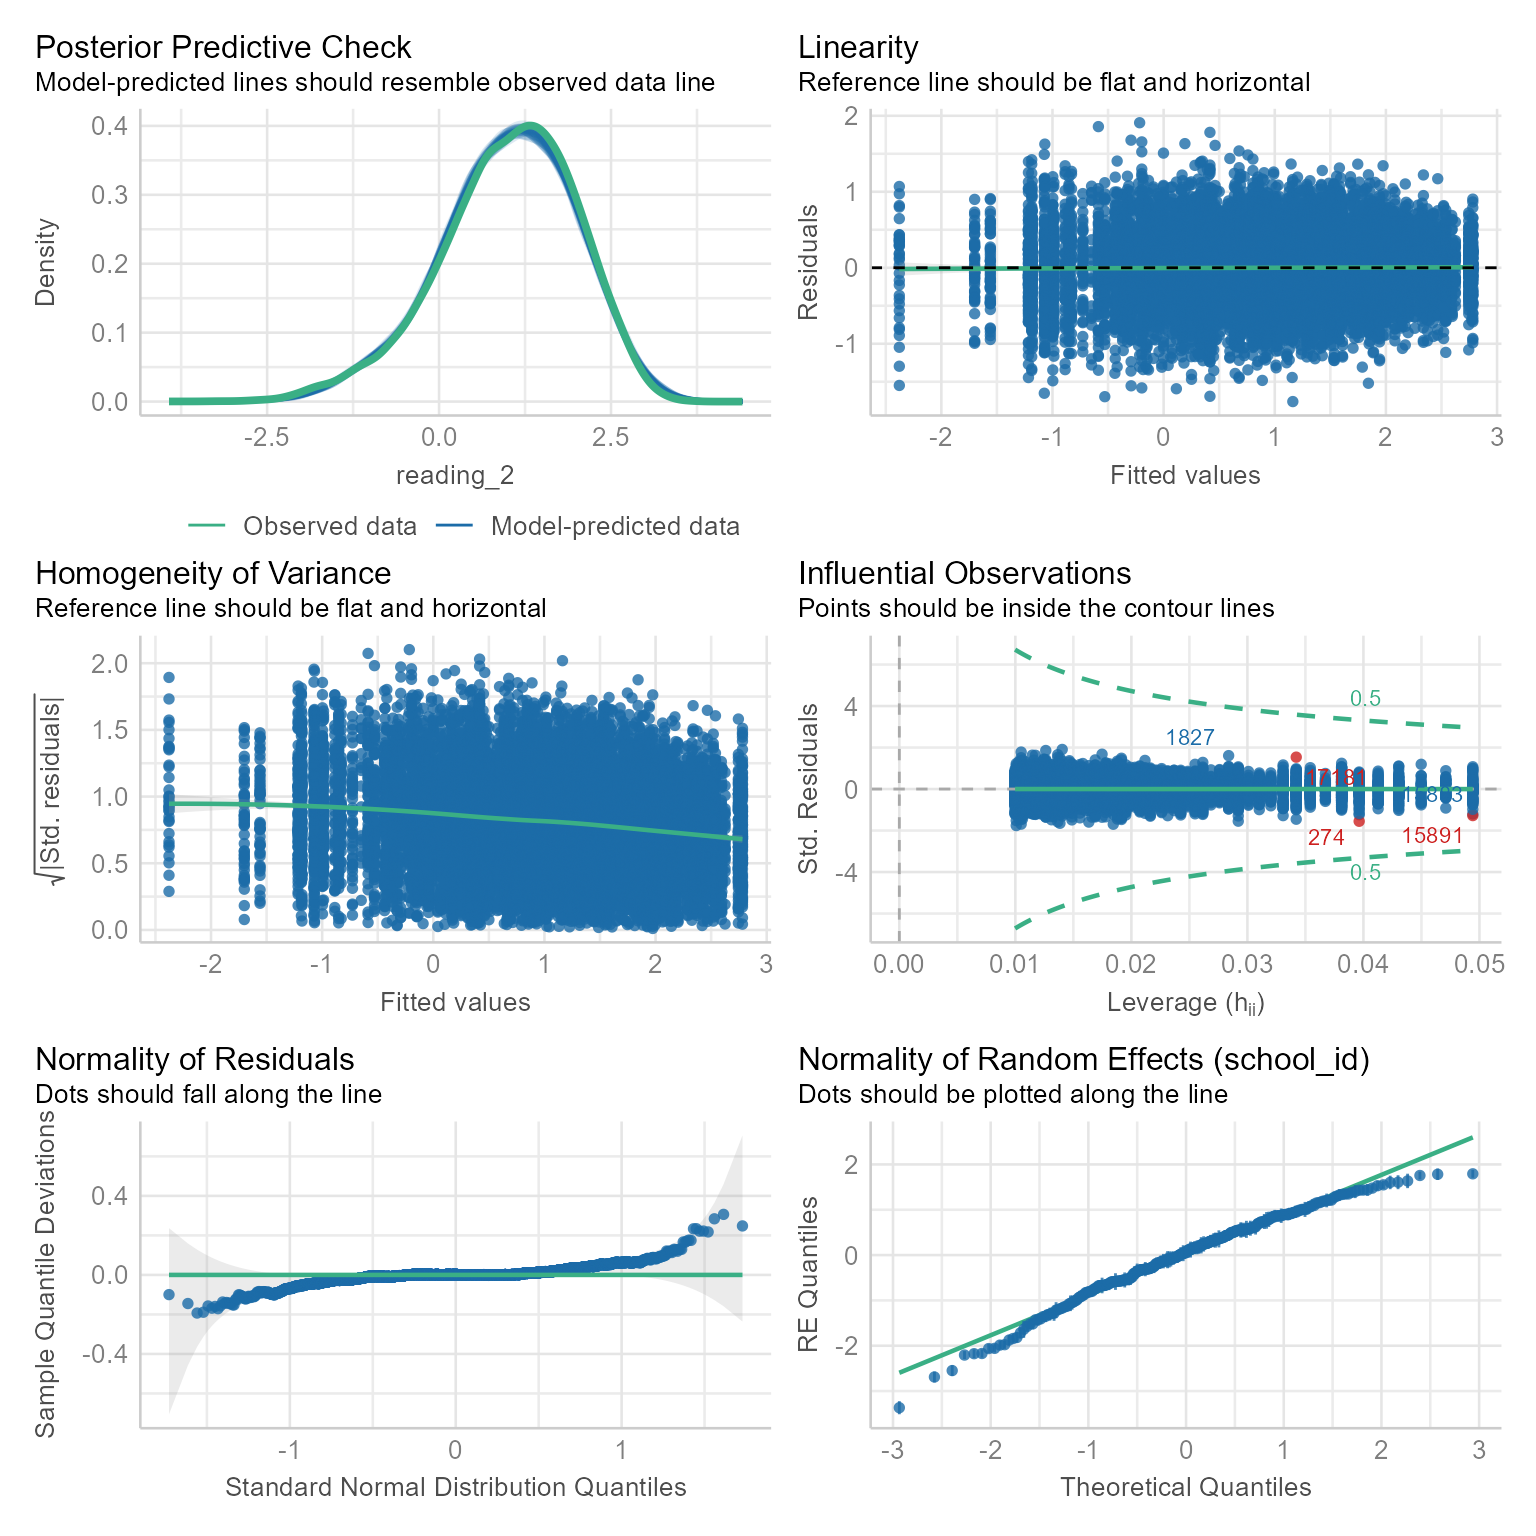 Posterior Predictive Check
Model-predicted lines should resemble observed data line
0.4
0.3
0.2
0.1
0.0
Density
-2.5 0.0 2.5
reading_2
Observed data Model-predicted data
Linearity
Reference line should be flat and horizontal
2
1
0
-1
Residuals
-2 -1 0 1 2 3
Fitted values
Homogeneity of Variance
Reference line should be flat and horizontal
2.0
1.5
1.0
0.5
0.0
√|Std. residuals|
-2 -1 0 1 2 3
Fitted values
Influential Observations
Points should be inside the contour lines
4
0
-4
Std. Residuals
0.5
1827
17181
274
15891
0.5
0.00 0.01 0.02 0.03 0.04 0.05
Leverage (hii)
Normality of Residuals
Dots should fall along the line
0.4
0.0
-0.4
Sample Quantile Deviations
-1 0 1
Standard Normal Distribution Quantiles
Normality of Random Effects (school_id)
Dots should be plotted along the line
2
0
-2
RE Quantiles
-3 -2 -1 0 1 2 3
Theoretical Quantiles